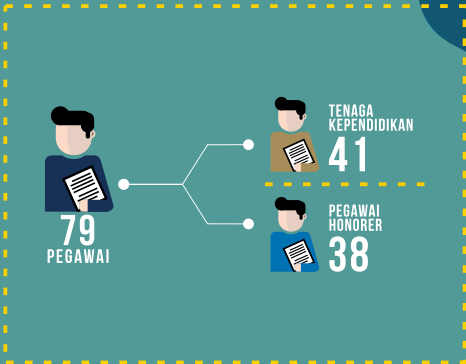 79
PEGAWAI
TENAGA
KEPENDIDIKAN
41
PEGAWAI
HONORER
38